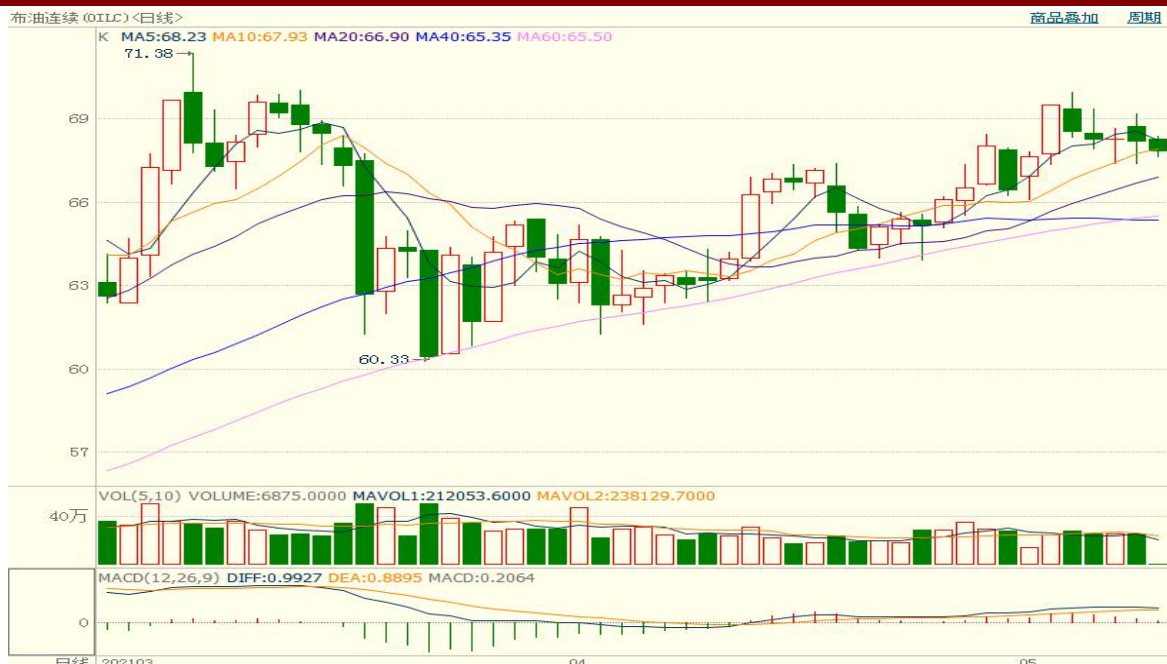 布油连续(OILC)<日线> 商品叠加 周期
K MA5:68.23 MA10:67.93 MA20:66.90 MA40:65.35 MA60:65.50
71.38
69
66
63
60.33
60
57
VOL(5,10) VOLUME:6875.0000 MAVOL1:212053.6000 MAVOL2:238129.7000
40万
MACD(12,26,9) DIFF:0.9927 DEA:0.8895 MACD:0.2064
0
日线 202103 04 05